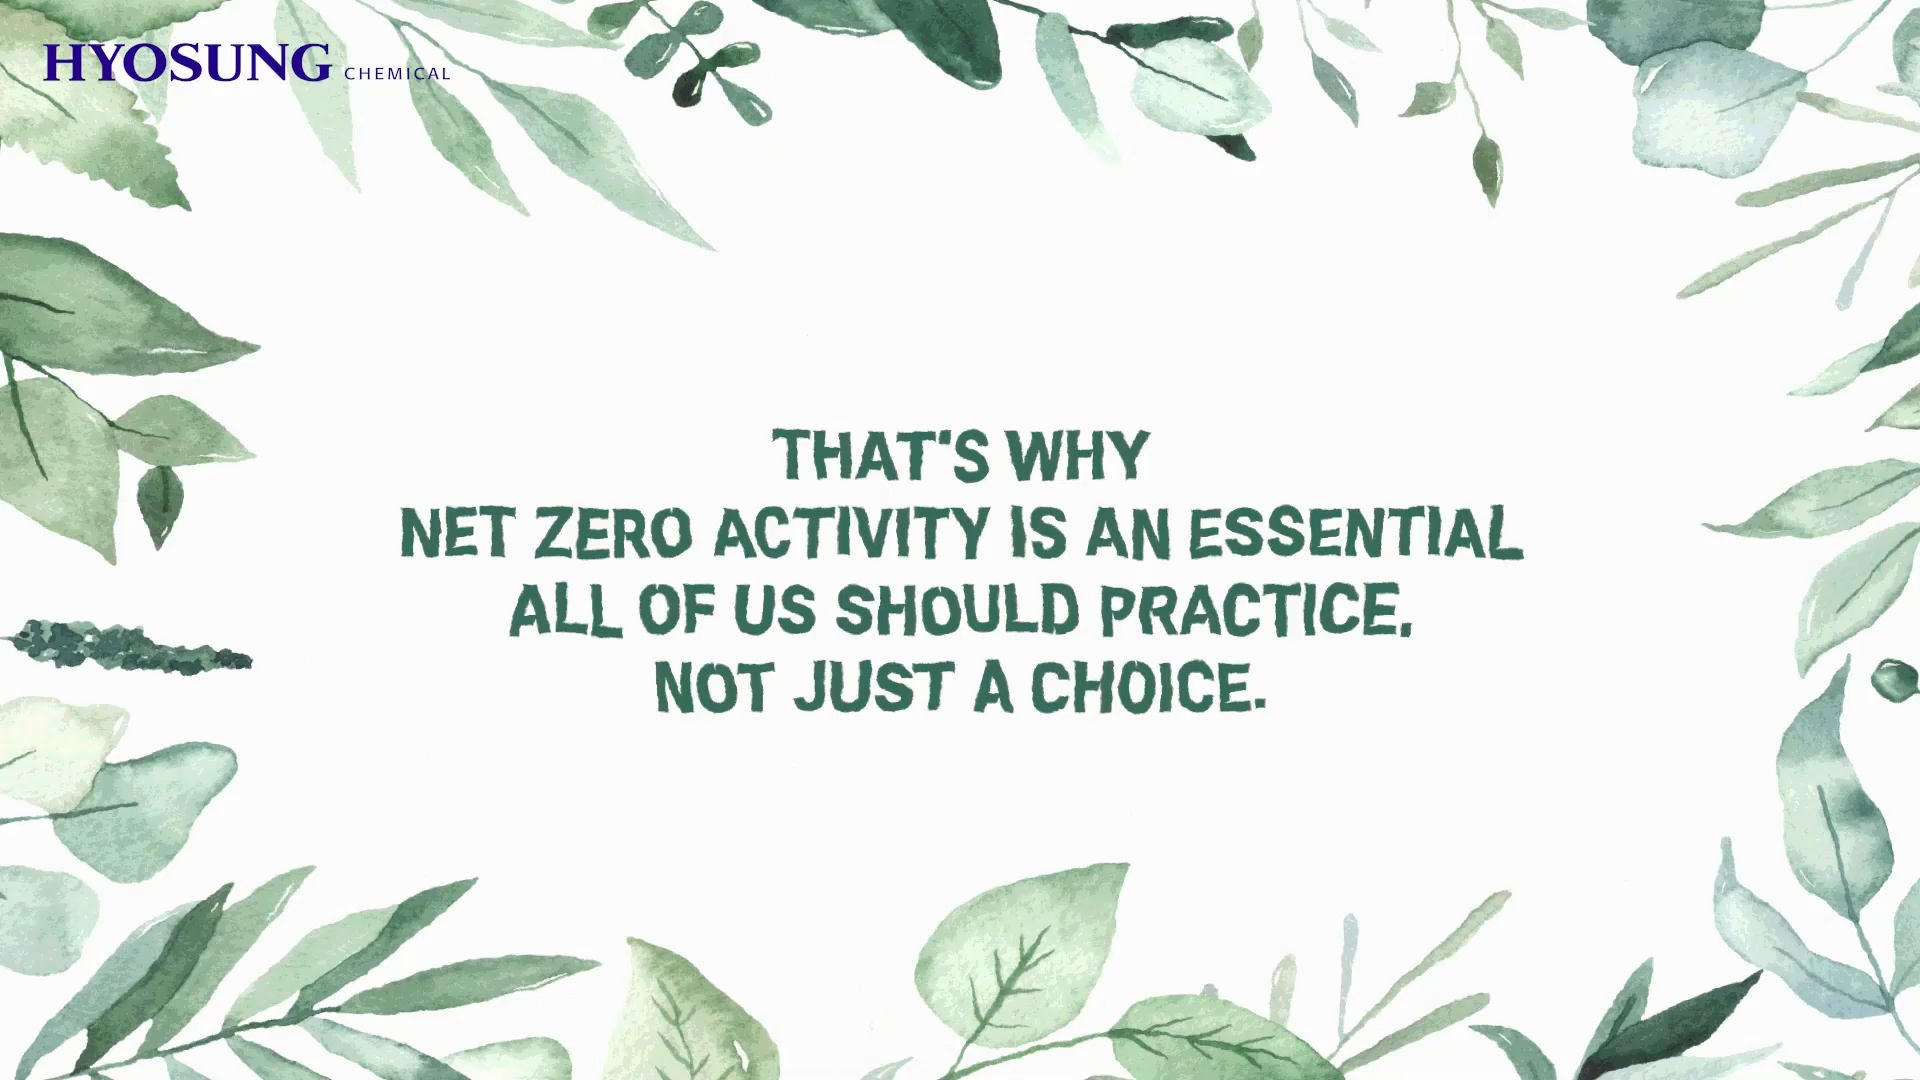 HYOSUNG CHEMICAL
THAT'S WHY
NET ZERO ACTIVITY IS AN ESSENTIAL
ALL OF US SHOULD PRACTICE,
NOT JUST A CHOICE.